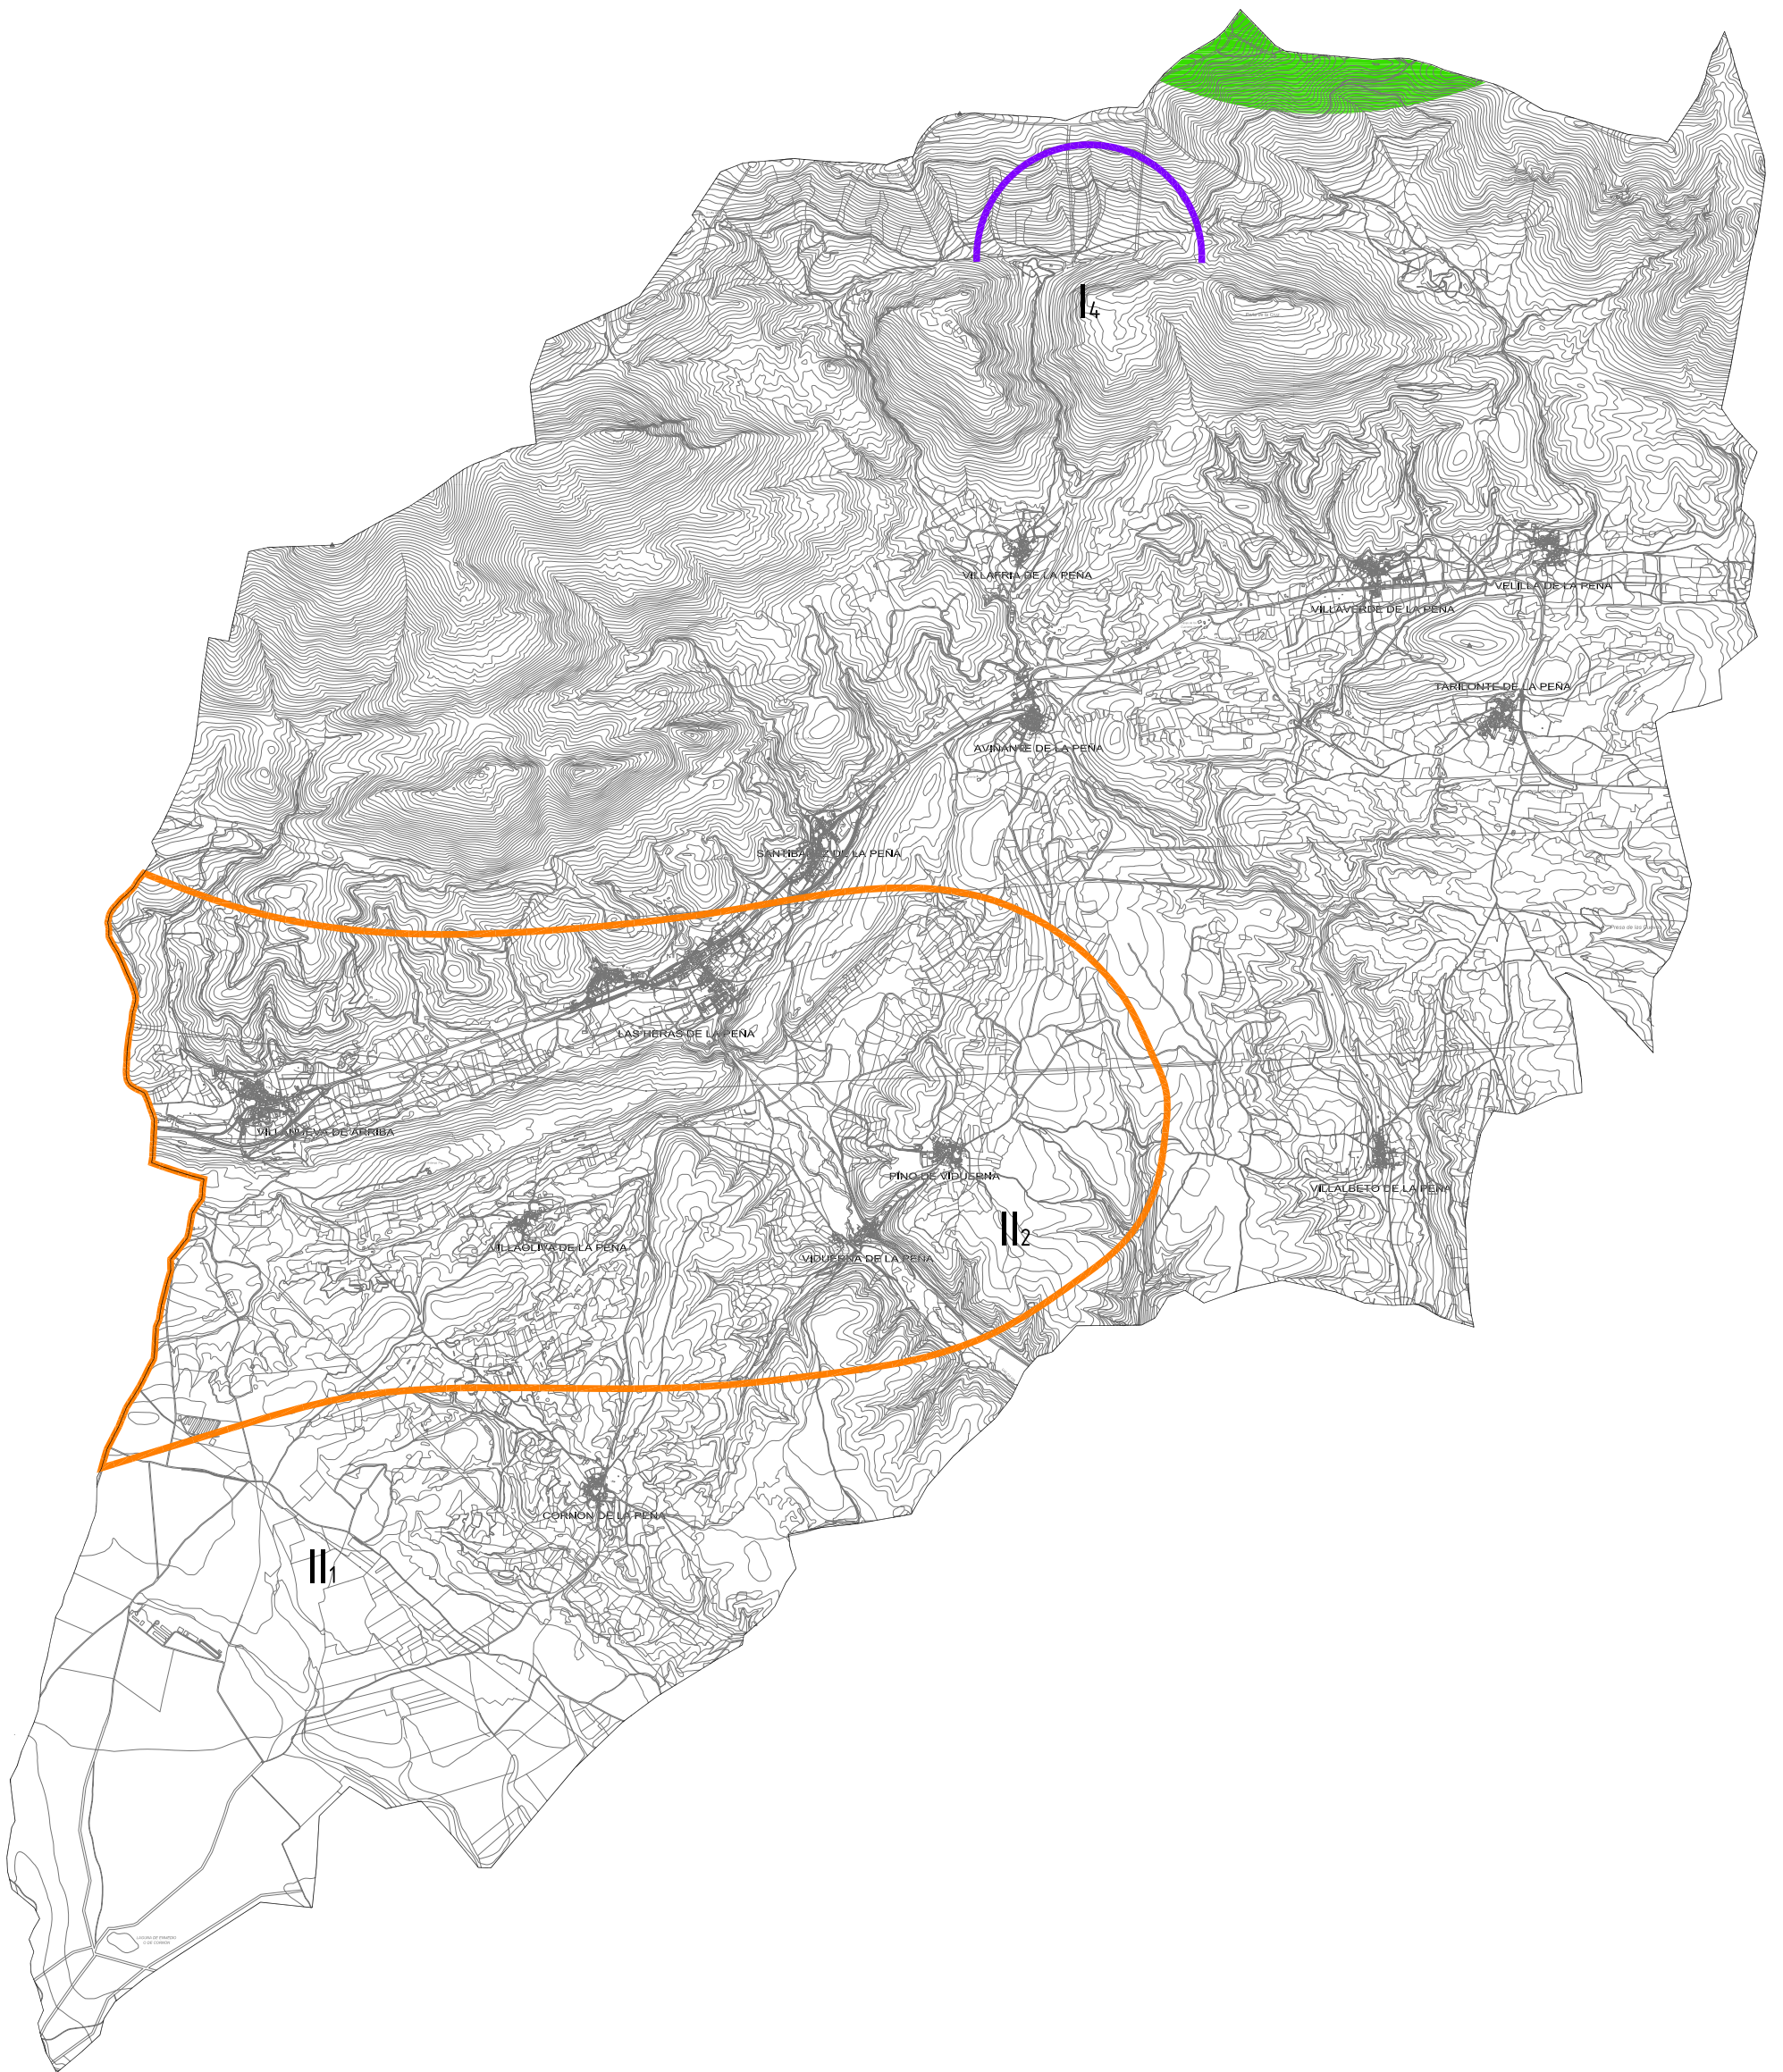 I4
VILLAFRIA DE LA PEÑA
VELILLA DE LA PEÑA
VILLAVERDE DE LA PEÑA
TARILONTE DE LA PEÑA
AVIÑANTE DE LA PEÑA
SANTIBAÑEZ DE LA PEÑA
LAS HERAS DE LA PEÑA
VILLANUEVA DE ARRIBA
PINO DE VIDUERNA
VILLALBETO DE LA PEÑA
II2
VILLAOLIVA DE LA PEÑA
VIDUERNA DE LA PEÑA
CORNON DE LA PEÑA
II1